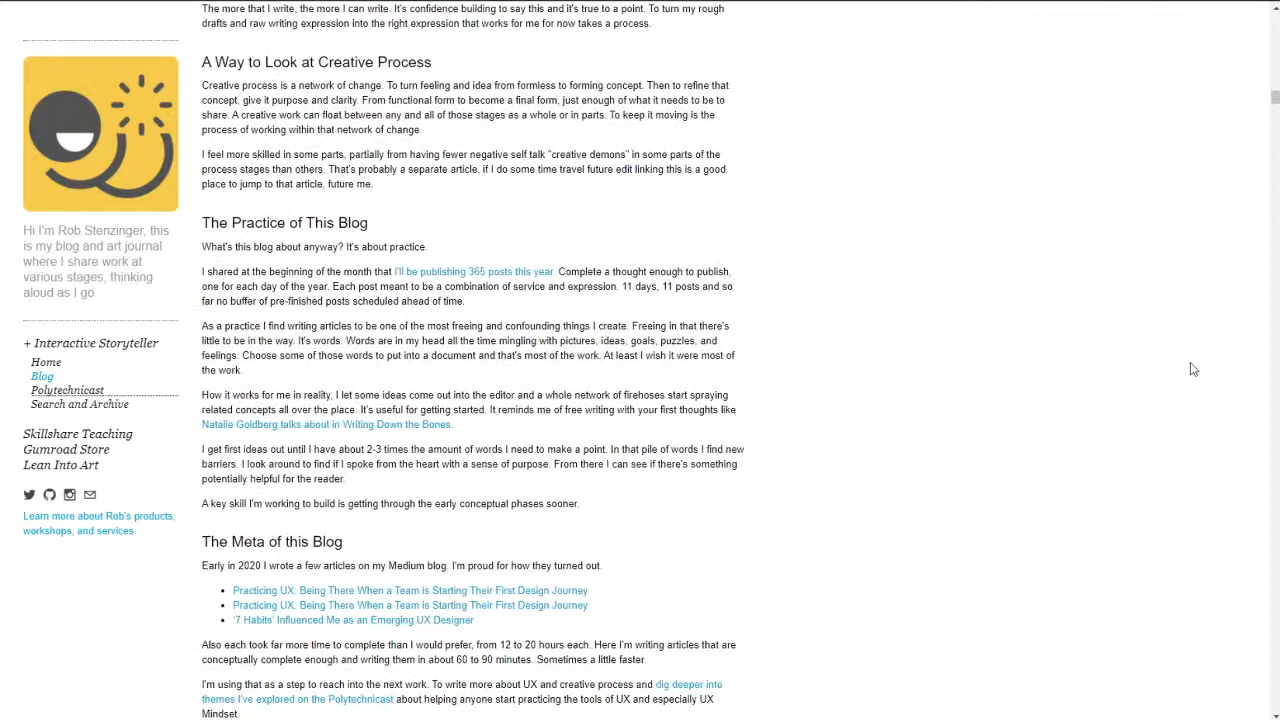 The more that I write, the more I can write. It's confidence building to say this and it's true to a point. To turn my rough
drafts and raw writing expression into the right expression that works for me for now takes a process.
Hi I'm Rob Stenzinger, this
is my blog and art journal
where I share work at
various stages, thinking
aloud as I go
+ Interactive Storyteller
Home
Blog
Polytechnicast
Search and Archive
Skillshare Teaching
Gumroad Store
Lean Into Art
Learn more about Rob's products,
workshops, and services
A Way to Look at Creative Process
Creative process is a network of change. To turn feeling and idea from formless to forming concept. Then to refine that
concept, give it purpose and clarity. From functional form to become a final form, just enough of what it needs to be to
share. A creative work can float between any and all of those stages as a whole or in parts. To keep it moving is the
process of working within that network of change.
I feel more skilled in some parts, partially from having fewer negative self talk "creative demons" in some parts of the
process stages than others. That's probably a separate article, if I do some time travel future edit linking this is a good
place to jump to that article, future me.
The Practice of This Blog
What's this blog about anyway? It's about practice.
I shared at the beginning of the month that I'll be publishing 365 posts this year. Complete a thought enough to publish,
one for each day of the year. Each post meant to be a combination of service and expression. 11 days, 11 posts and so
far no buffer of pre-finished posts scheduled ahead of time.
As a practice I find writing articles to be one of the most freeing and confounding things I create. Freeing in that there's
little to be in the way. It's words. Words are in my head all the time mingling with pictures, ideas, goals, puzzles, and
feelings. Choose some of those words to put into a document and that's most of the work. At least I wish it were most of
the work.
How it works for me in reality, I let some ideas come out into the editor and a whole network of firehoses start spraying
related concepts all over the place. It's useful for getting started. It reminds me of free writing with your first thoughts like
Natalie Goldberg talks about in Writing Down the Bones.
I get first ideas out until I have about 2-3 times the amount of words I need to make a point. In that pile of words I find new
barriers. I look around to find if I spoke from the heart with a sense of purpose. From there I can see if there's something
potentially helpful for the reader.
A key skill I'm working to build is getting through the early conceptual phases sooner.
The Meta of this Blog
Early in 2020 I wrote a few articles on my Medium blog. I'm proud for how they turned out.
• Practicing UX: Being There When a Team is Starting Their First Design Journey
• Practicing UX: Being There When a Team is Starting Their First Design Journey
• '7 Habits' Influenced Me as an Emerging UX Designer
Also each took far more time to complete than I would prefer, from 12 to 20 hours each. Here I'm writing articles that are
conceptually complete enough and writing them in about 60 to 90 minutes. Sometimes a little faster.
I'm using that as a step to reach into the next work. To write more about UX and creative process and dig deeper into
themes I've explored on the Polytechnicast about helping anyone start practicing the tools of UX and especially UX
Mindset.